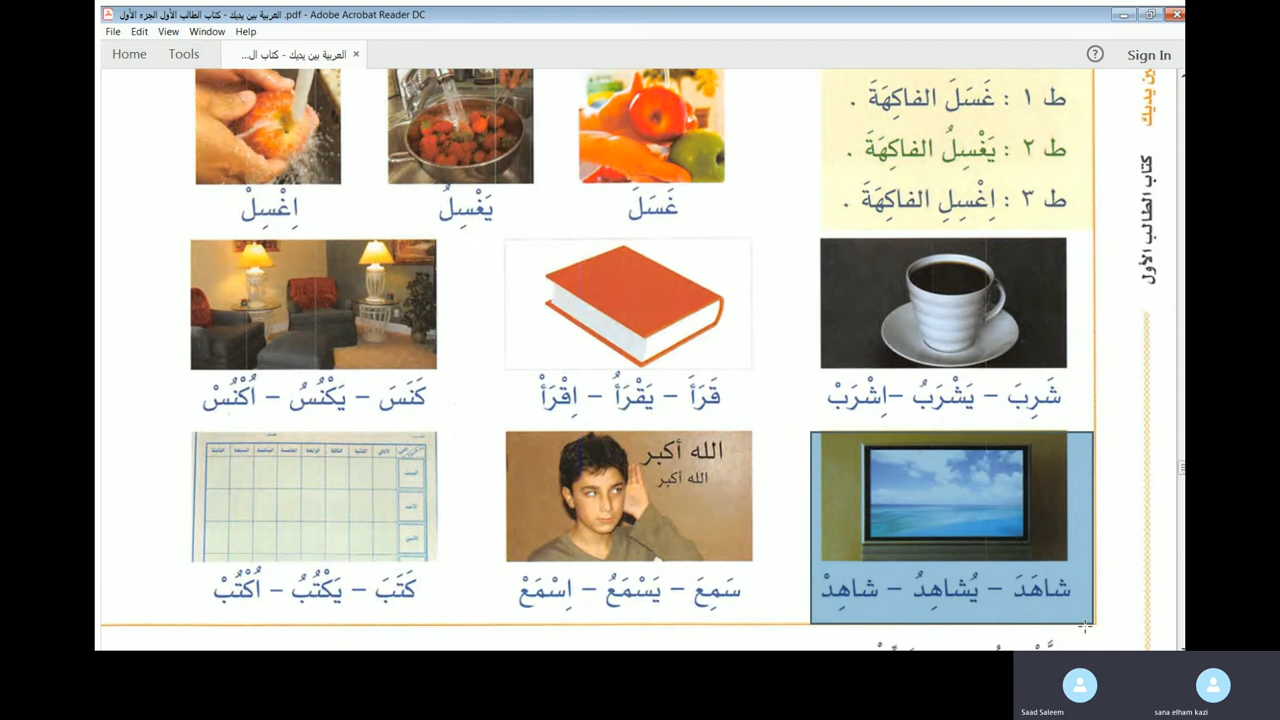 العربية بين يديك - كتاب الطالب الأول الجزء الأول.pdf - Adobe Acrobat Reader DC
File Edit View Window Help
Home Tools العربية بين يديك - كتاب ال... × ? Sign In
ين يديك
كتاب الطالب الأول
ط ١ : غَسَلَ الفاكِهَةَ .
ط ٢ : يَغْسِلُ الفاكِهَةَ .
ط ٣ : اِغْسِلِ الفاكِهَةَ .
غَسَلَ
يَغْسِلُ
اِغْسِلْ
شَرِبَ – يَشْرَبُ –اِشْرَبْ
قَرَأَ – يَقْرَأُ – اِقْرَأْ
كَنَسَ – يَكْنُسُ – اُكْنُسْ
الله أكبر
الله أكبر
شاهَدَ – يُشاهِدُ – شاهِدْ
سَمِعَ – يَسْمَعُ – اِسْمَعْ
كَتَبَ – يَكْتُبُ – اُكْتُبْ
Saad Saleem
sana elham kazi